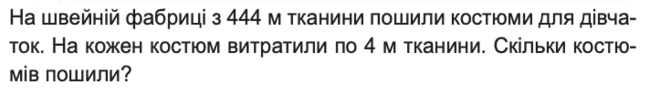 На швейній фабриці з 444 м тканини пошили костюми для дівча-
ток. На кожен костюм витратили по 4 м тканини. Скільки костю-
мів пошили?